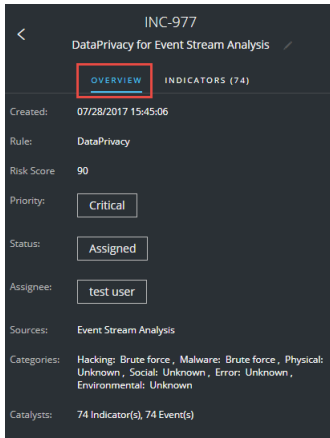 INC-977
DataPrivacy for Event Stream Analysis
OVERVIEW INDICATORS (74)
Created: 07/28/2017 15:45:06
Rule: DataPrivacy
Risk Score 90
Priority: Critical
Status: Assigned
Assignee: test user
Sources: Event Stream Analysis
Categories: Hacking: Brute force , Malware: Brute force , Physical:
Unknown , Social: Unknown , Error: Unknown ,
Environmental: Unknown
Catalysts: 74 Indicator(s), 74 Event(s)